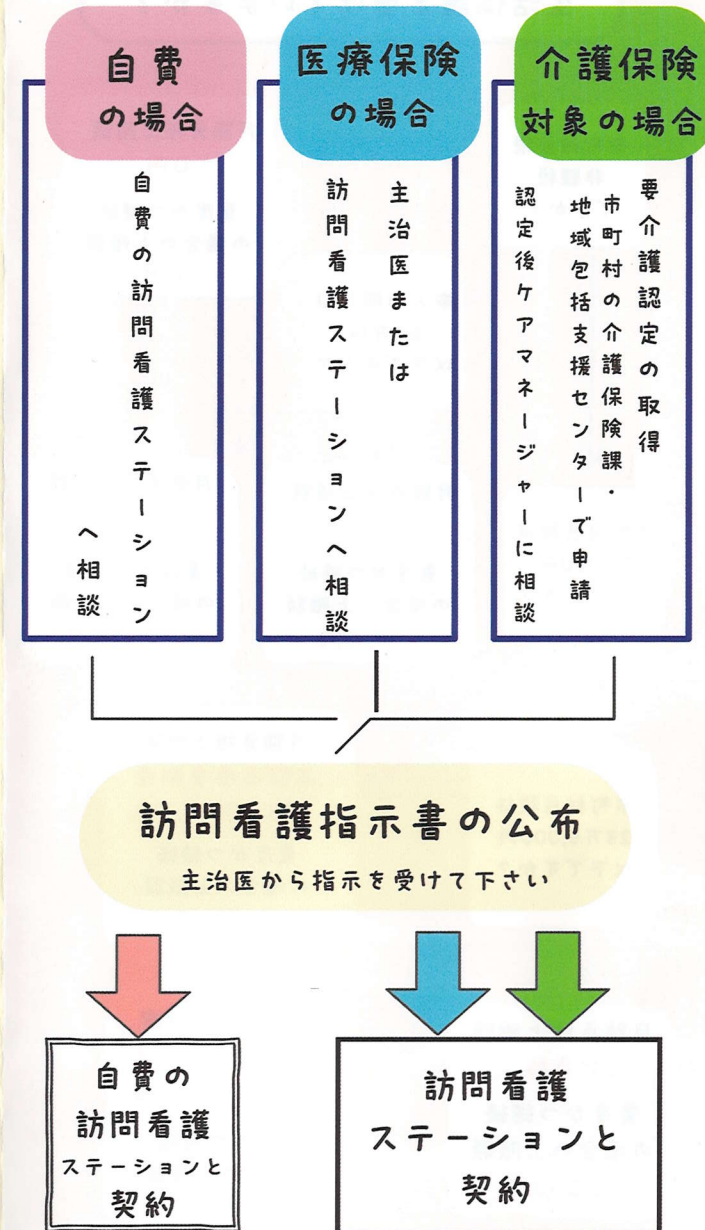 自費
の場合
医療保険
の場合
介護保険
対象の場合
自費の訪問看護ステーション
へ相談
主治医または
訪問看護ステーションへ相談
要介護認定の取得
市町村の介護保険課・
地域包括支援センターで申請
認定後ケアマネージャーに相談
訪問看護指示書の公布
主治医から指示を受けて下さい
自費の
訪問看護
ステーションと
契約
訪問看護
ステーションと
契約